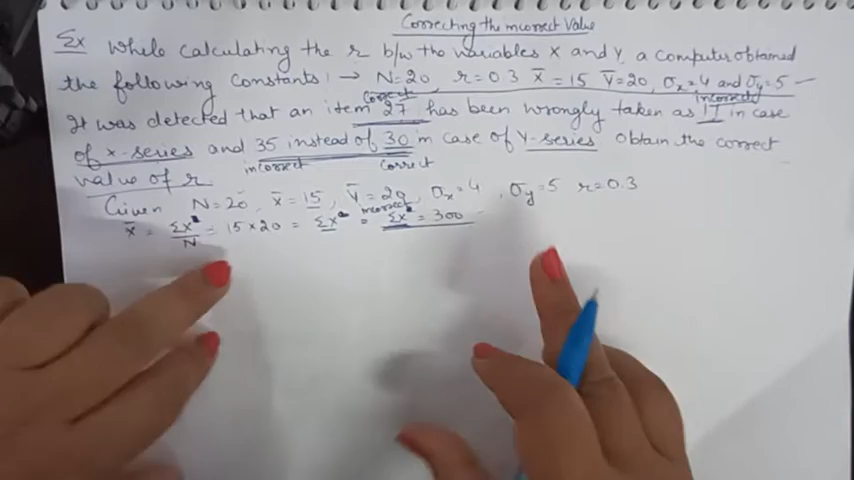 Correcting the incorrect Value
Ex While calculating the r b/w the variables X and Y, a computer obtained
the following constants! → N=20, r=0.3 X̄=15 Ȳ=20, σx=4 and σy=5
correct incorrect
It was detected that an item 27 has been wrongly taken as 17 in case
of x-series and 35 instead of 30 in case of Y-series obtain the correct
incorrect correct
value of r.
Given N=20, x̄=15, Ȳ=20, σx=4, σy=5 r=0.3
incorrect
x̄ = Σx/N = 15×20 = Σx = Σx = 300